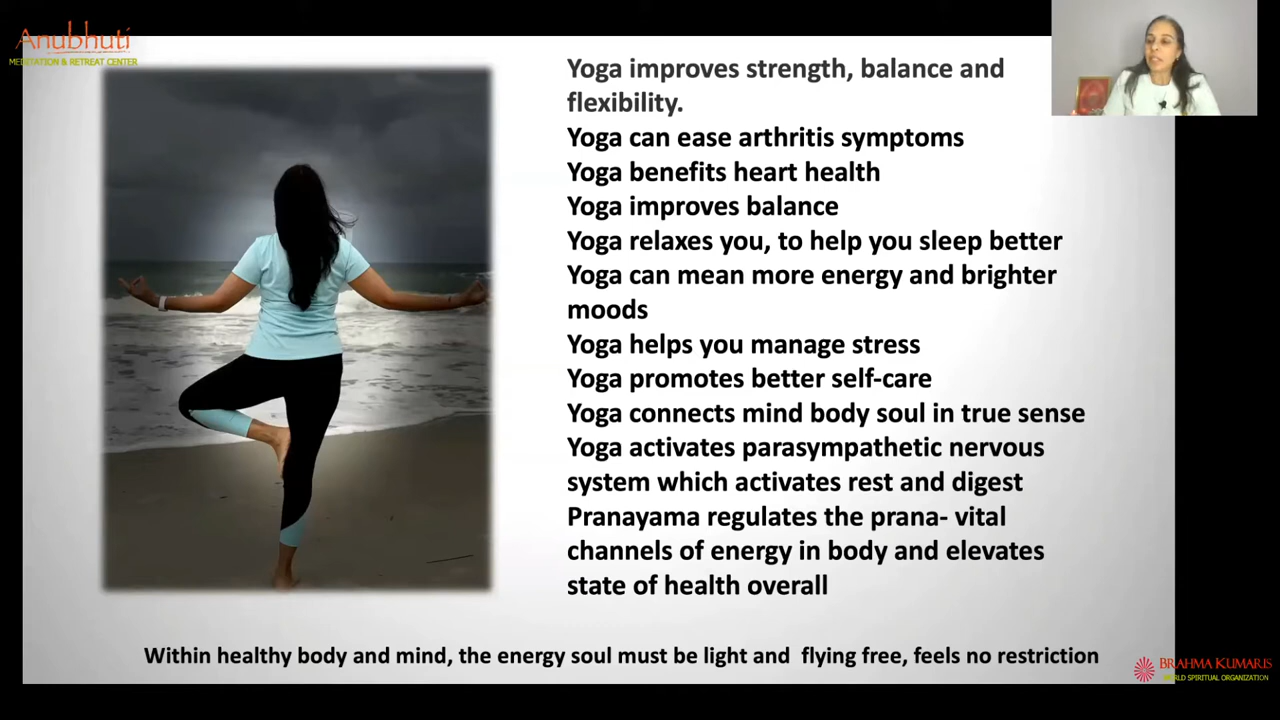 Anubhuti
MEDITATION & RETREAT CENTER
Yoga improves strength, balance and
flexibility.
Yoga can ease arthritis symptoms
Yoga benefits heart health
Yoga improves balance
Yoga relaxes you, to help you sleep better
Yoga can mean more energy and brighter
moods
Yoga helps you manage stress
Yoga promotes better self-care
Yoga connects mind body soul in true sense
Yoga activates parasympathetic nervous
system which activates rest and digest
Pranayama regulates the prana- vital
channels of energy in body and elevates
state of health overall
Within healthy body and mind, the energy soul must be light and flying free, feels no restriction
BRAHMA KUMARIS
WORLD SPIRITUAL ORGANIZATION